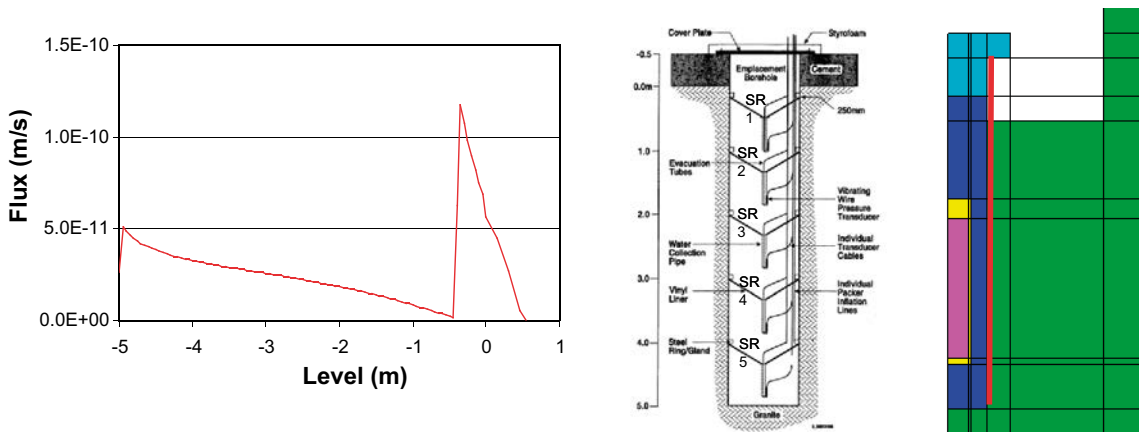 1.5E-10
1.0E-10
5.0E-11
0.0E+00
-5
-4
-3
-2
-1
0
1
Flux (m/s)
Level (m)
Cover Plate
Styrofoam
-0.5
0.0m
1.0
2.0
3.0
4.0
5.0
Emplacement
Borehole
Cement
250mm
SR
1
SR
2
SR
3
SR
4
SR
5
Evacuation
Tubes
Vibrating
Wire
Pressure
Transducer
Water
Collection
Pipe
Individual
Transducer
Cables
Vinyl
Liner
Individual
Packer
Inflation
Lines
Steel
Ring/Gland
Granite